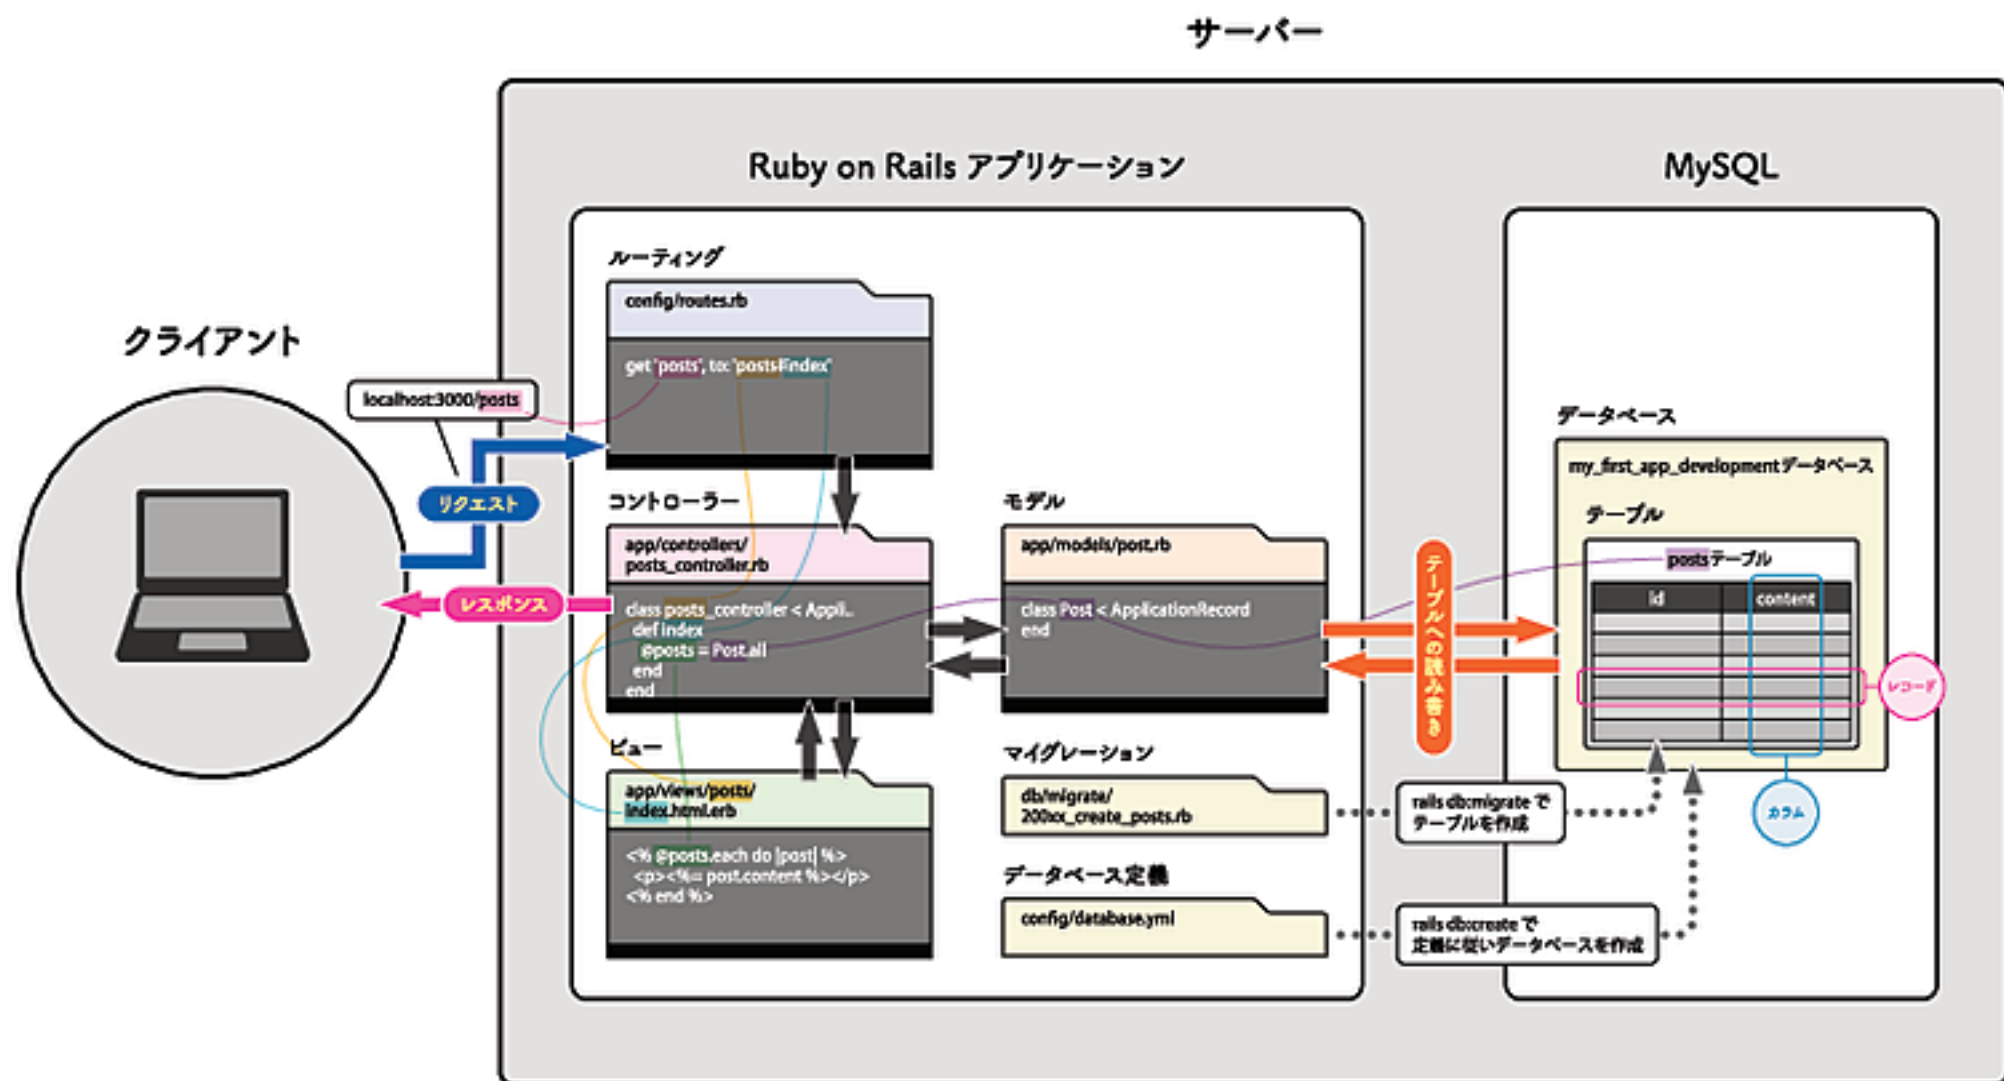 サーバー
Ruby on Rails アプリケーション
MySQL
クライアント
localhost:3000/posts
リクエスト
レスポンス
ルーティング
config/routes.rb
get 'posts', to: 'posts#index'
コントローラー
app/controllers/
posts_controller.rb
class posts_controller < Appli..
def index
@posts = Post.all
end
end
ビュー
app/views/posts/
index.html.erb
<% @posts.each do |post| %>
<p><%= post.content %></p>
<% end %>
モデル
app/models/post.rb
class Post < ApplicationRecord
end
マイグレーション
db/migrate/
200xx_create_posts.rb
データベース定義
config/database.yml
テーブルへの読み書き
rails db:migrate で
テーブルを作成
rails db:create で
定義に従いデータベースを作成
データベース
my_first_app_developmentデータベース
テーブル
postsテーブル
id content
レコード
カラム